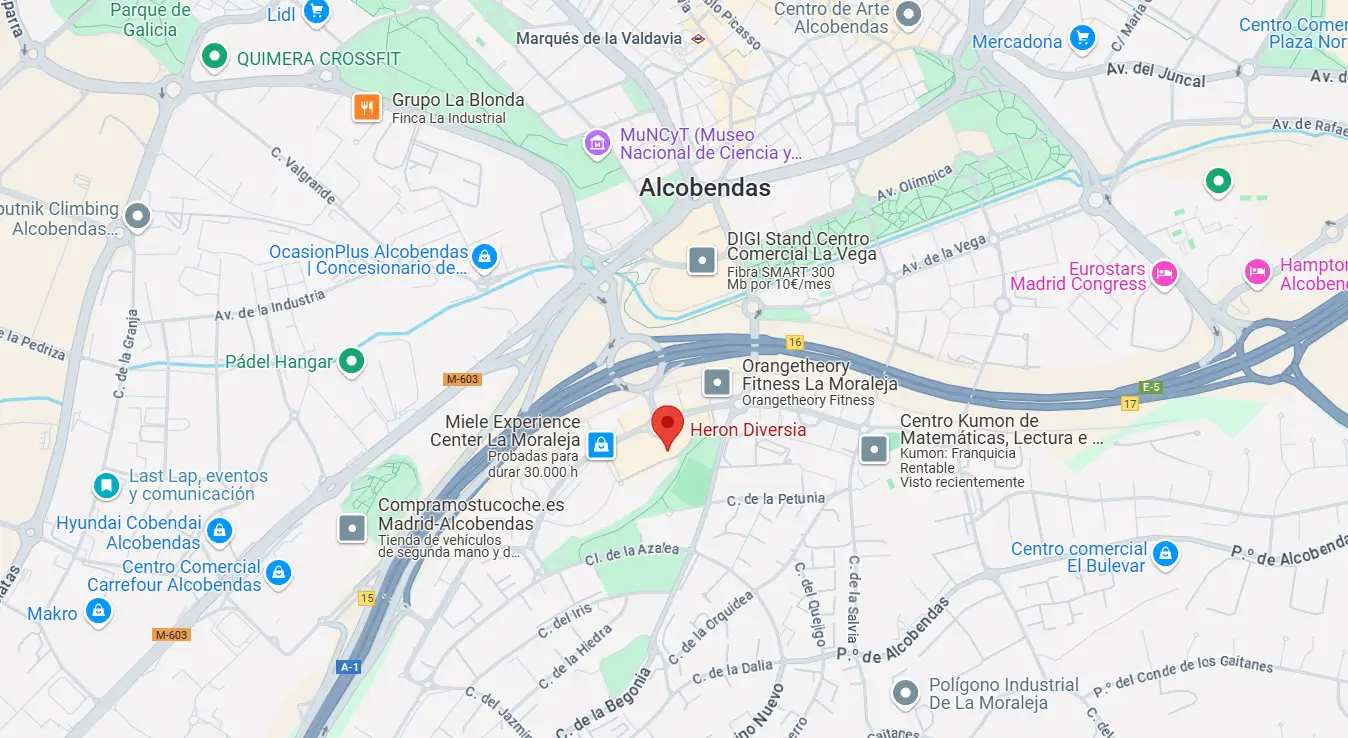 Parque de
Galicia
Lidl
Marqués de la Valdavia
Centro de Arte
Alcobendas
Mercadona
C/ María
Centro Comer
Plaza Nor
QUIMERA CROSSFIT
Av. del Juncal
Av. d
Grupo La Blonda
Finca La Industrial
Av. de Rafae
MuNCyT (Museo
Nacional de Ciencia y...
C. Valgrande
Alcobendas
Av. Olímpica
putnik Climbing
Alcobendas...
OcasionPlus Alcobendas
| Concesionario de...
DIGI Stand Centro
Comercial La Vega
Fibra SMART 300
Mb por 10€/mes
Av. de la Vega
Eurostars
Madrid Congress
Hampton
Alcobend
Av. de la Industria
C. de la Granja
de la Pedriza
Pádel Hangar
16
M-603
Orangetheory
Fitness La Moraleja
Orangetheory Fitness
E-5
17
Miele Experience
Center La Moraleja
Probadas para
durar 30.000 h
Heron Diversia
Centro Kumon de
Matemáticas, Lectura e ...
Kumon: Franquicia
Rentable
Visto recientemente
Last Lap, eventos
y comunicación
C. de la Petunia
Compramostucoche.es
Madrid-Alcobendas
Tienda de vehículos
de segunda mano y d...
Hyundai Cobendai
Alcobendas
Cl. de la Azalea
Centro comercial
El Bulevar
P.º de Alcobendas
Centro Comercial
Carrefour Alcobendas
Makro
15
M-603
C. del Iris
C. de la Hiedra
C. de la Orquidea
C. del Quejigo
C. de la Salvia
P.º de Alcobendas
A-1
C. de la Dalia
P.º del Conde de los Gaitanes
C. del Jazmín
C. de la Begonia
ino Nuevo
Polígono Industrial
De La Moraleja
Gaitanes